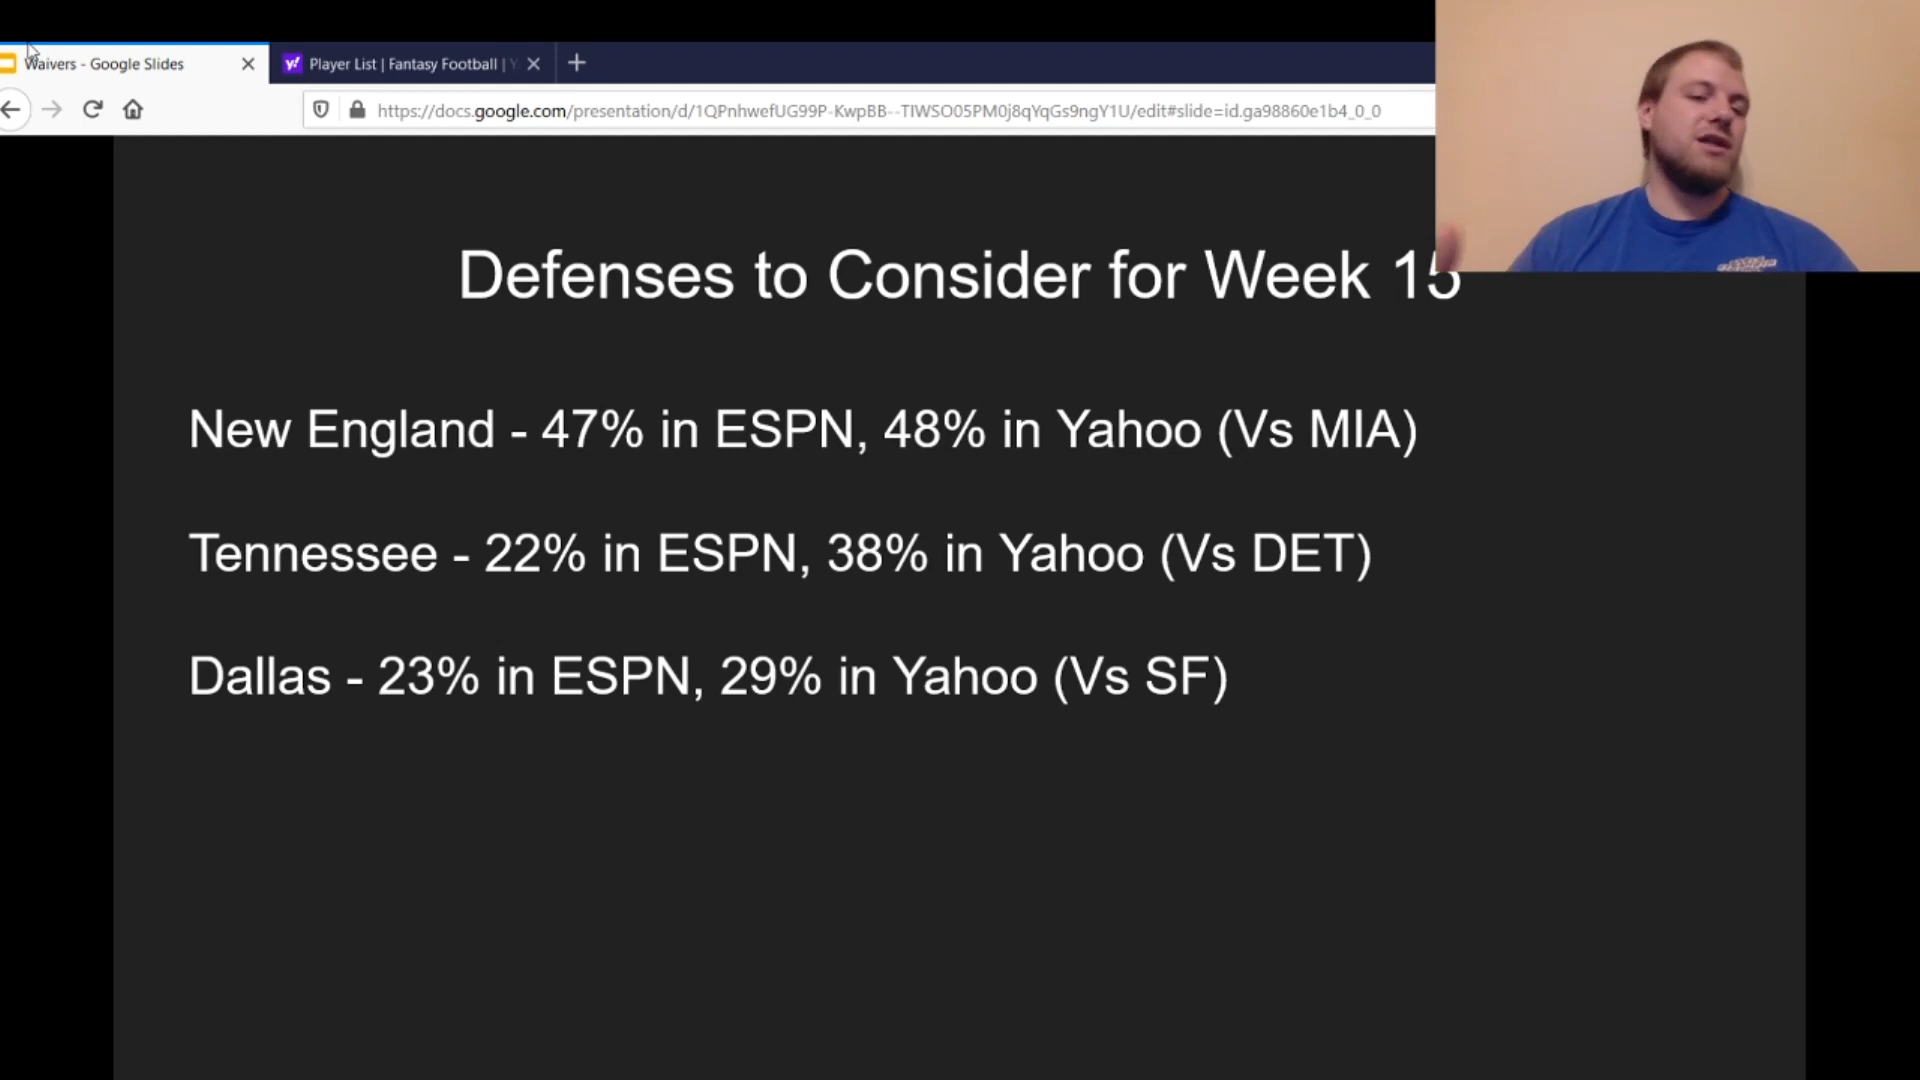 Waivers - Google Slides
Player List | Fantasy Football |
https://docs.google.com/presentation/d/1QPnhwefUG99P-KwpBB--TIWSO05PM0j8qYqGs9ngY1U/edit#slide=id.ga98860e1b4_0_0
Defenses to Consider for Week 15
New England - 47% in ESPN, 48% in Yahoo (Vs MIA)
Tennessee - 22% in ESPN, 38% in Yahoo (Vs DET)
Dallas - 23% in ESPN, 29% in Yahoo (Vs SF)